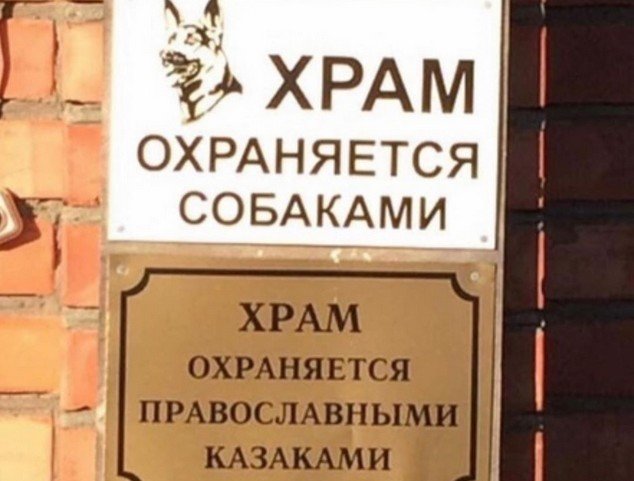 ХРАМ
ОХРАНЯЕТСЯ
СОБАКАМИ
ХРАМ
ОХРАНЯЕТСЯ
ПРАВОСЛАВНЫМИ
КАЗАКАМИ